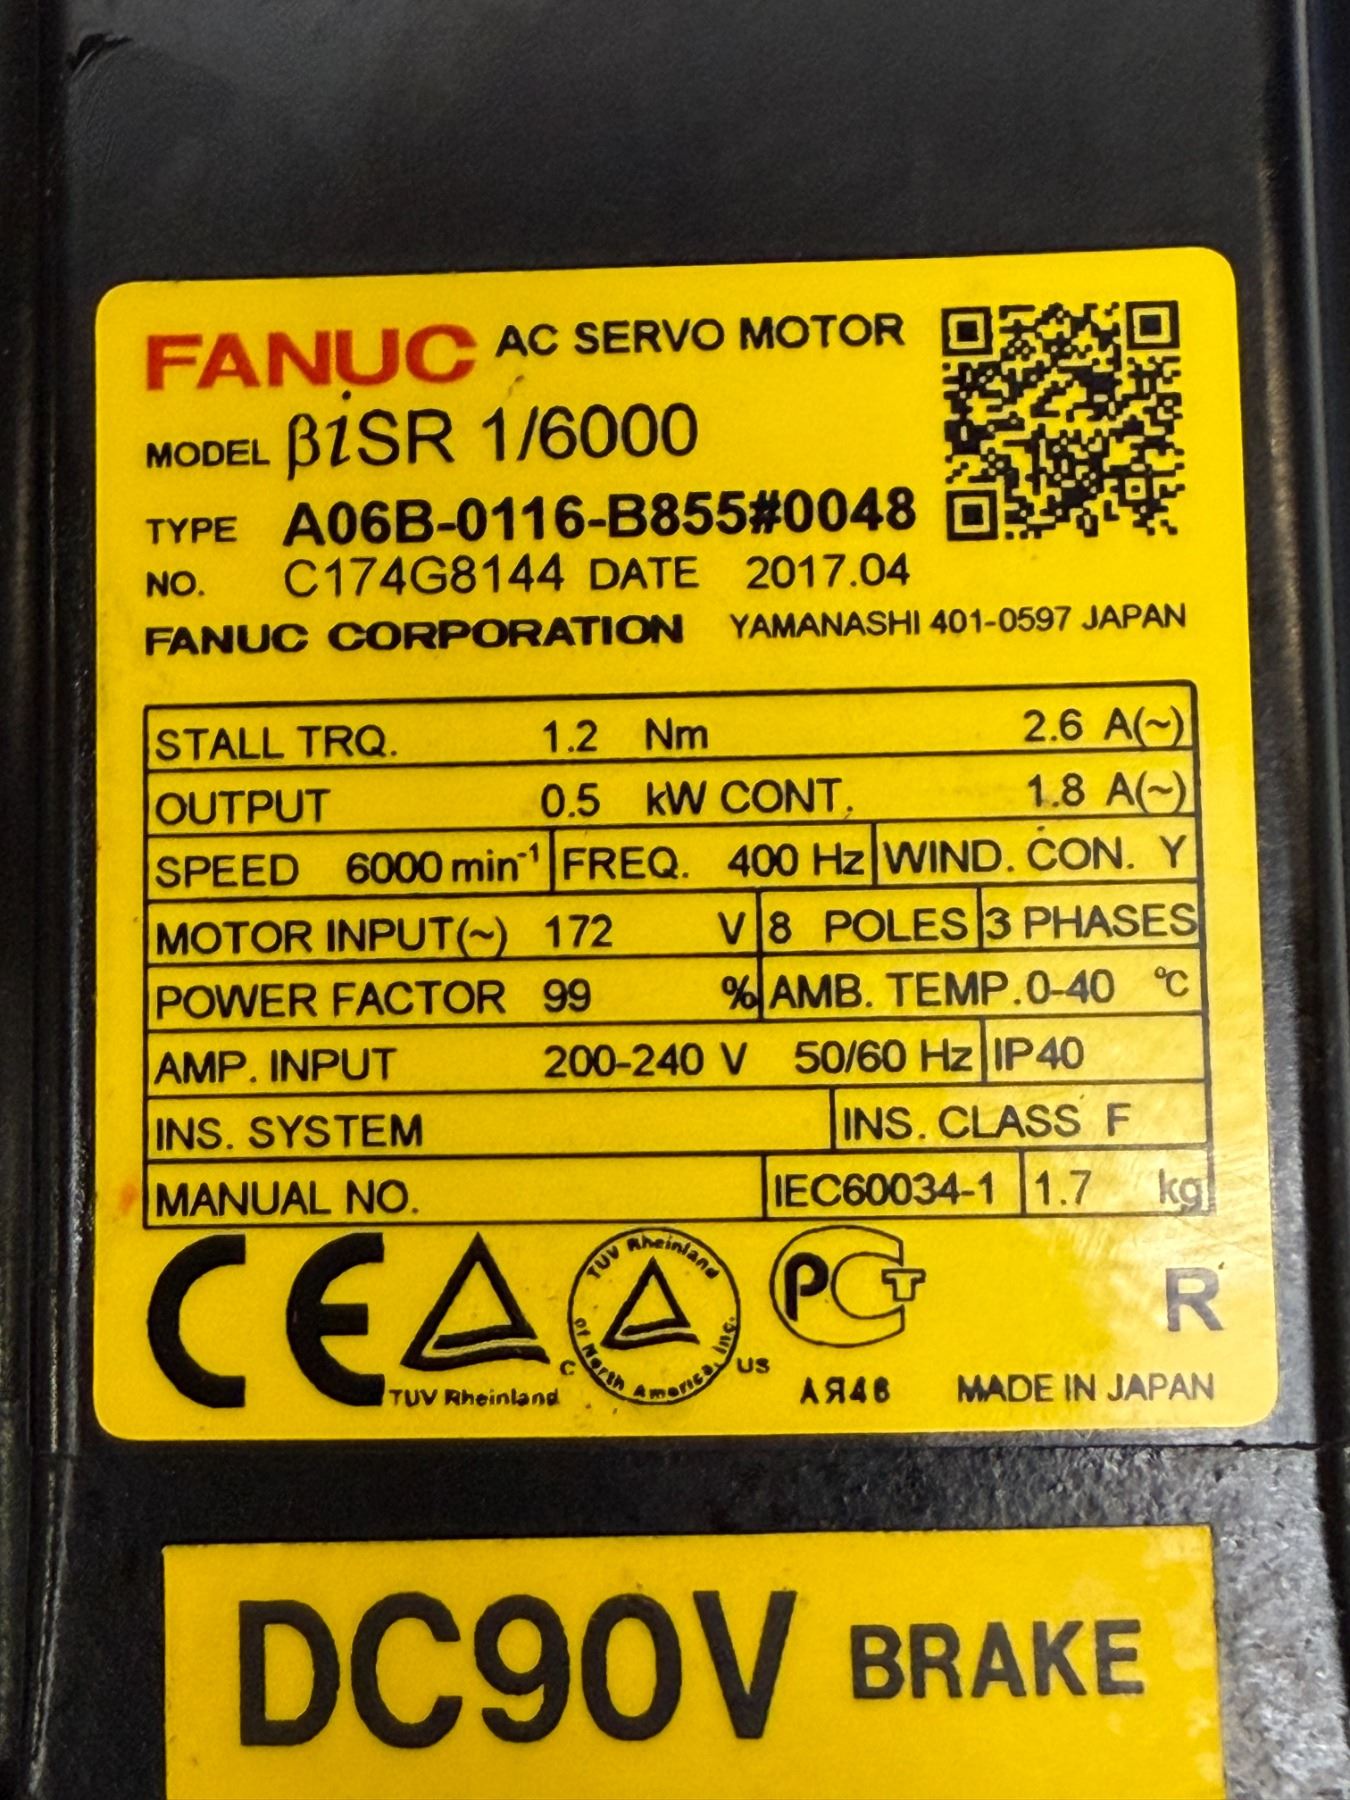 FANUC AC SERVO MOTOR
MODEL βiSR 1/6000
TYPE A06B-0116-B855#0048
NO. C174G8144 DATE 2017.04
FANUC CORPORATION YAMANASHI 401-0597 JAPAN
STALL TRQ. 1.2 Nm 2.6 A(~)
OUTPUT 0.5 kW CONT. 1.8 A(~)
SPEED 6000 min-1 FREQ. 400 Hz WIND. CON. Y
MOTOR INPUT(~) 172 V 8 POLES 3 PHASES
POWER FACTOR 99 % AMB. TEMP. 0-40 °C
AMP. INPUT 200-240 V 50/60 Hz IP40
INS. SYSTEM INS. CLASS F
MANUAL NO. IEC60034-1 1.7 kg
CE TUV Rheinland C TUV Rheinland of North America, Inc. US РСТ АЯ46 R
MADE IN JAPAN
DC90V BRAKE